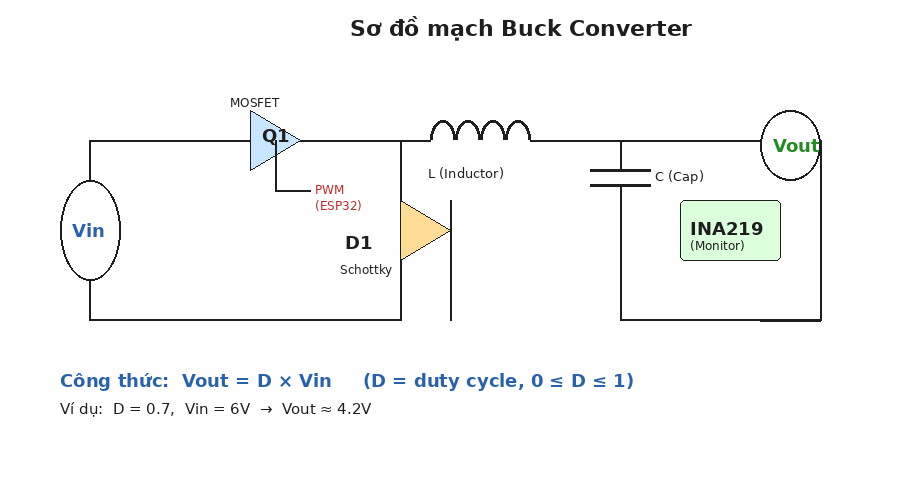 Sơ đồ mạch Buck Converter
MOSFET
Q1
Vout
L (Inductor)
C (Cap)
PWM
(ESP32)
Vin
INA219
(Monitor)
D1
Schottky
Công thức:  Vout = D × Vin     (D = duty cycle, 0 ≤ D ≤ 1)
Ví dụ:  D = 0.7,  Vin = 6V  →  Vout ≈ 4.2V